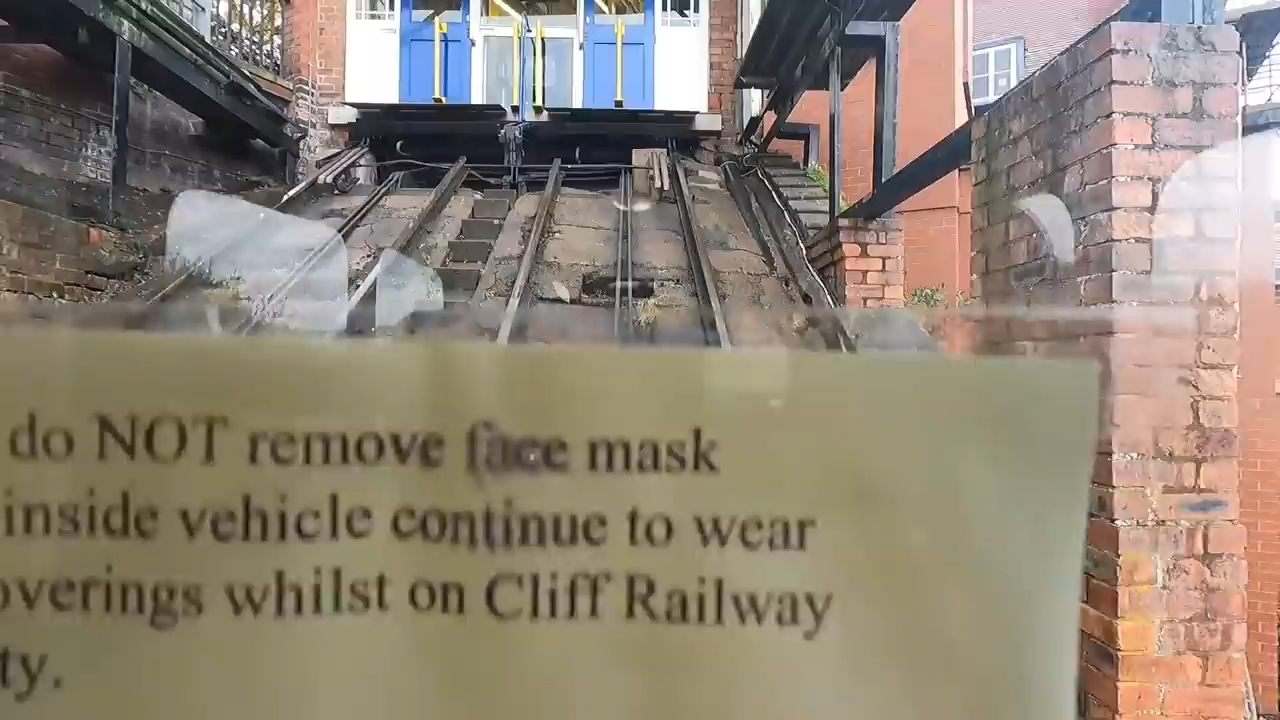 do NOT remove face mask
inside vehicle continue to wear
overings whilst on Cliff Railway
ty.